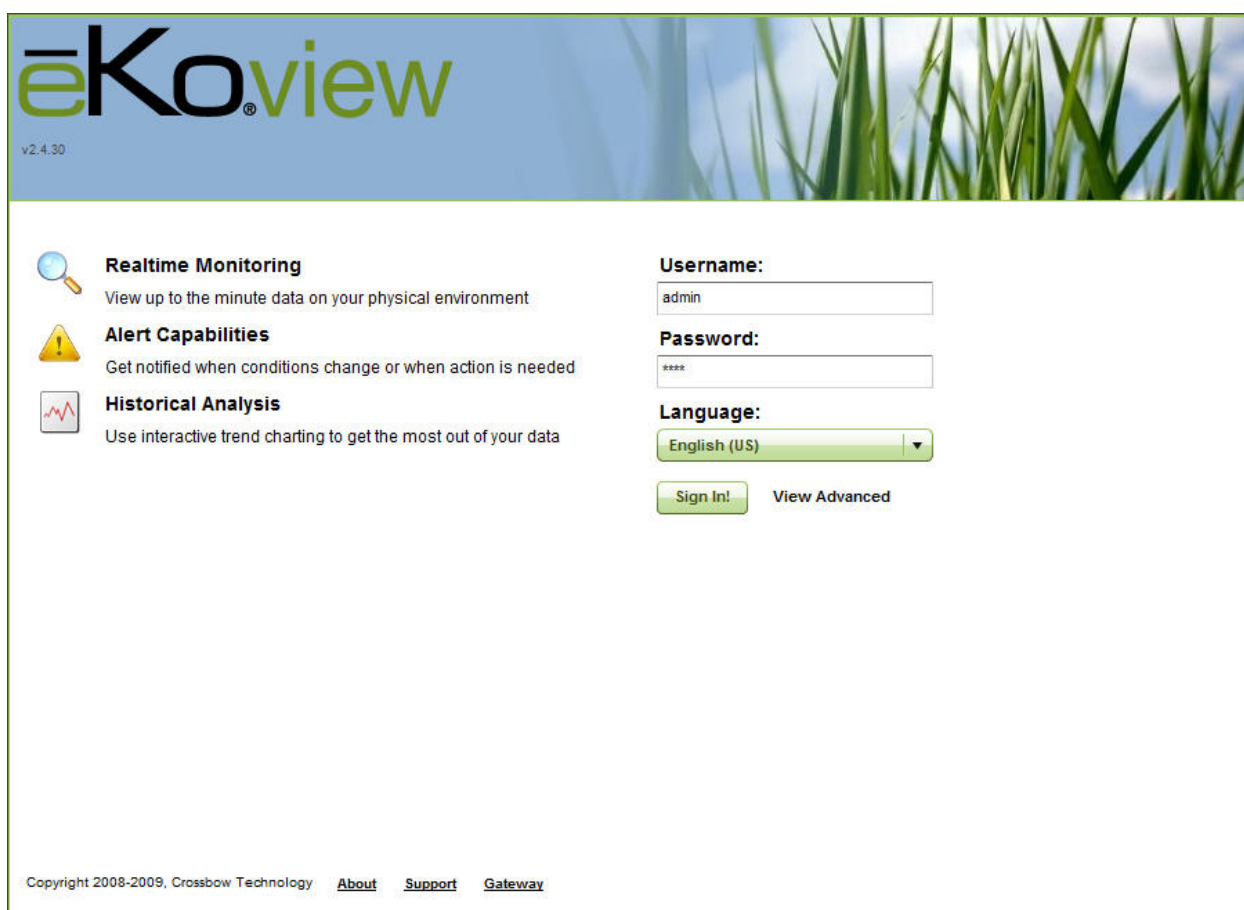 ēKo®view
v2.4.30
Realtime Monitoring
View up to the minute data on your physical environment
Alert Capabilities
Get notified when conditions change or when action is needed
Historical Analysis
Use interactive trend charting to get the most out of your data
Username:
admin
Password:
****
Language:
English (US)
Sign In! View Advanced
Copyright 2008-2009, Crossbow Technology About Support Gateway